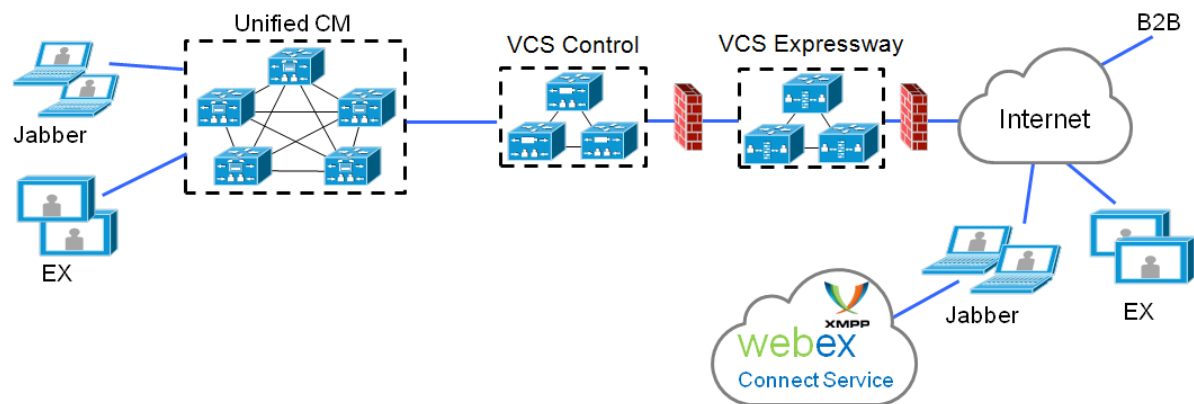 Unified CM
VCS Control
VCS Expressway
B2B
Jabber
Internet
EX
Jabber
EX
XMPP
webex
Connect Service